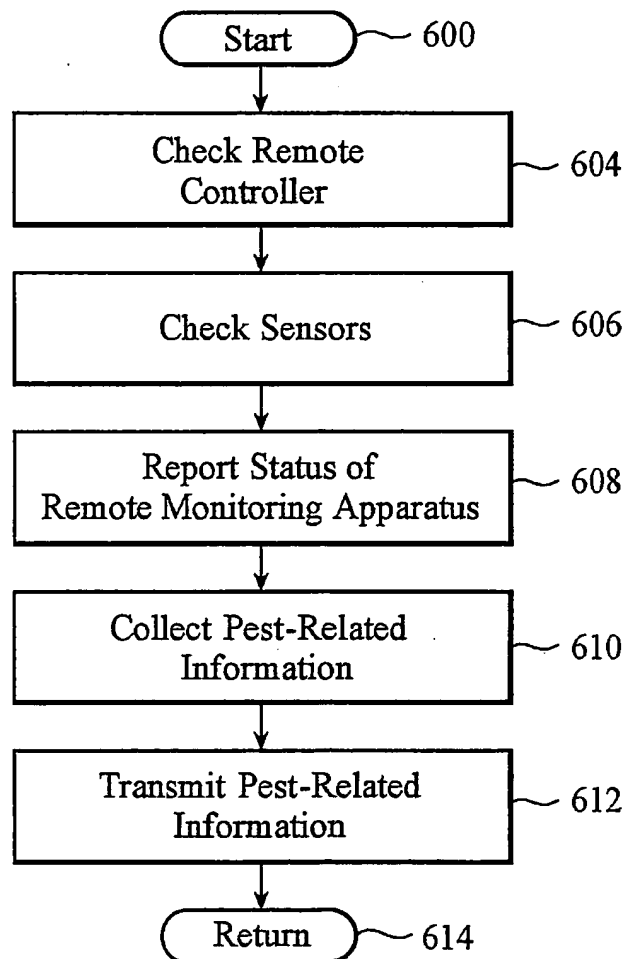 Start
600
Check Remote
Controller
604
Check Sensors
606
Report Status of
Remote Monitoring Apparatus
608
Collect Pest-Related
Information
610
Transmit Pest-Related
Information
612
Return
614